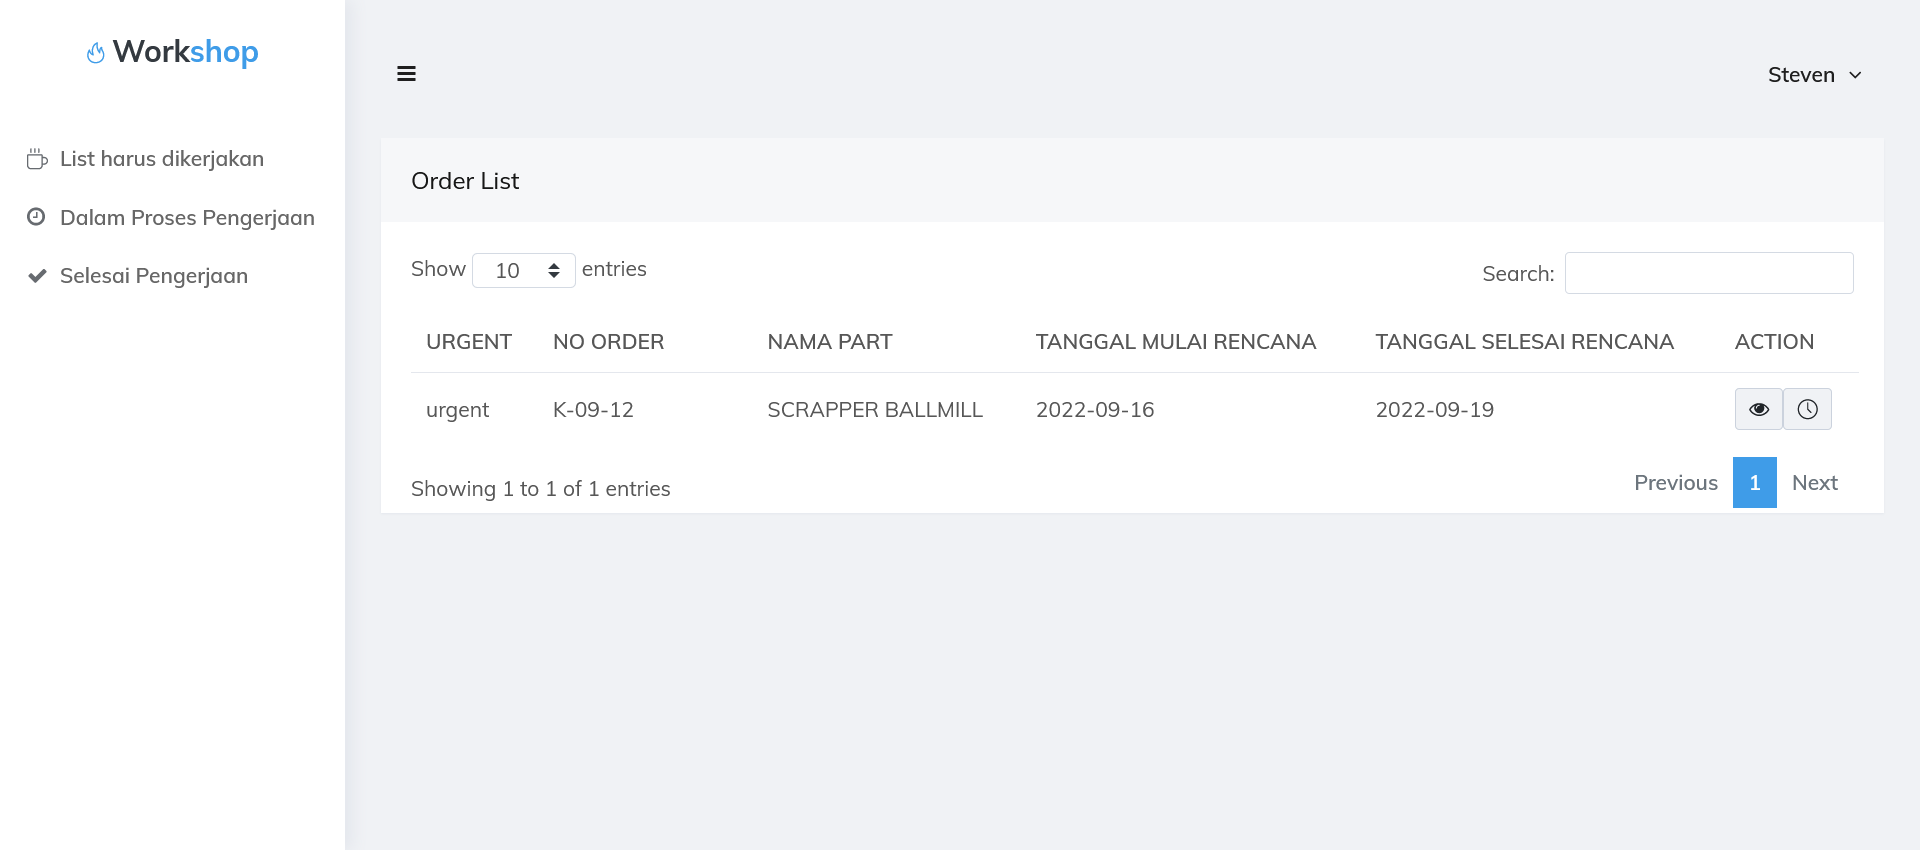 Workshop
List harus dikerjakan
Dalam Proses Pengerjaan
Selesai Pengerjaan
Steven
Order List
Show 10 entries
Search:
URGENT NO ORDER NAMA PART TANGGAL MULAI RENCANA TANGGAL SELESAI RENCANA ACTION
urgent K-09-12 SCRAPPER BALLMILL 2022-09-16 2022-09-19
Showing 1 to 1 of 1 entries
Previous 1 Next